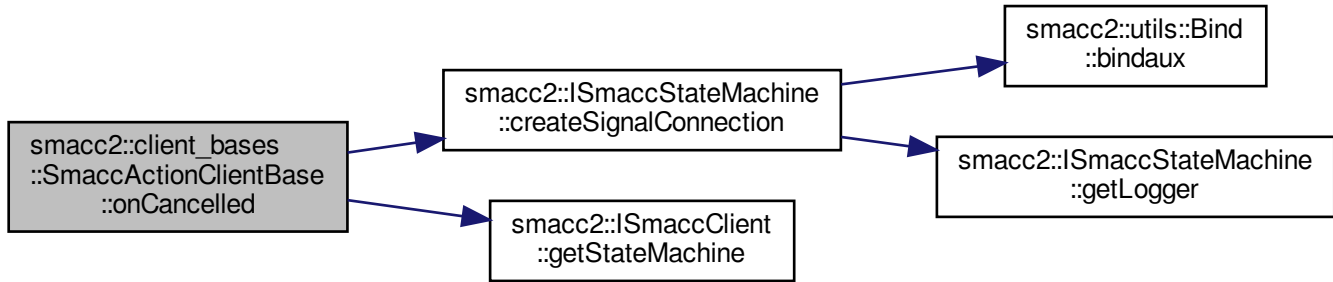 smacc2::client_bases
::SmaccActionClientBase
::onCancelled
smacc2::ISmaccStateMachine
::createSignalConnection
smacc2::ISmaccClient
::getStateMachine
smacc2::utils::Bind
::bindaux
smacc2::ISmaccStateMachine
::getLogger